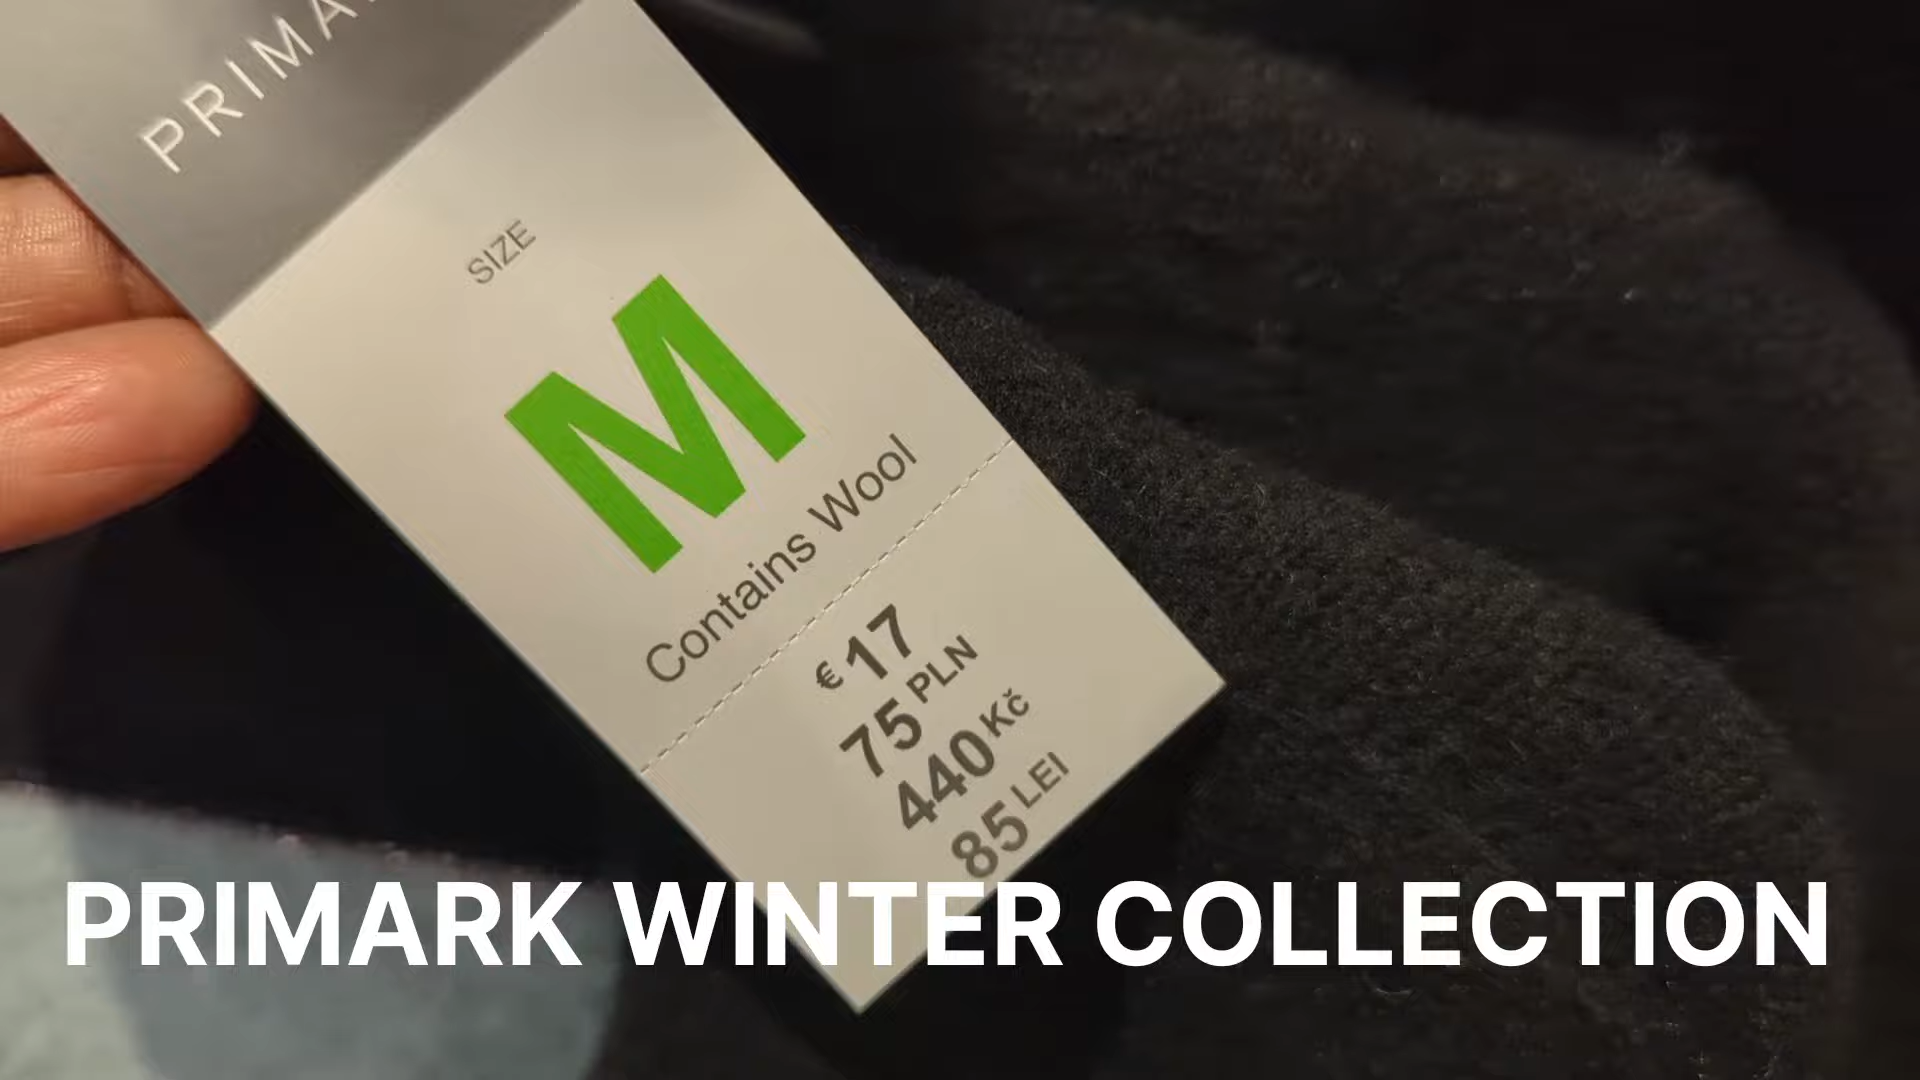 PRIMA
SIZE
M
Contains Wool
€17
75 PLN
440 Kč
85 LEI
PRIMARK WINTER COLLECTION